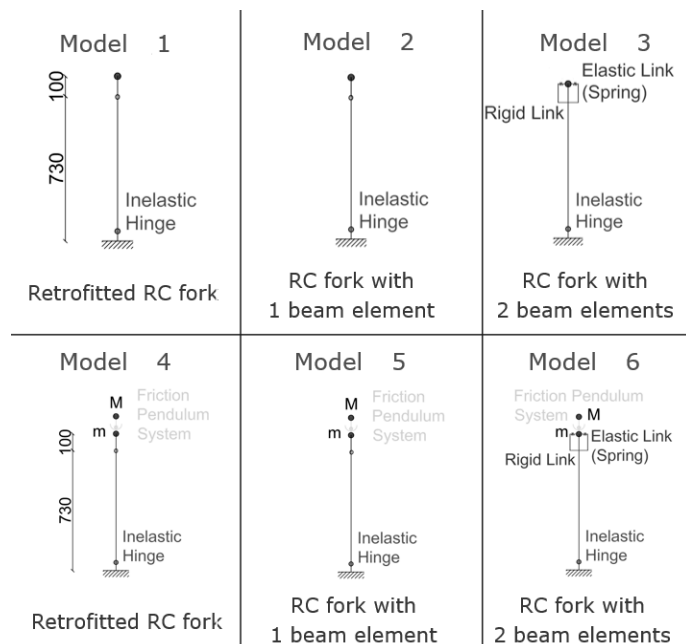 Model 1
100
730
Inelastic
Hinge
Retrofitted RC fork
Model 2
Inelastic
Hinge
RC fork with
1 beam element
Model 3
Elastic Link
(Spring)
Rigid Link
Inelastic
Hinge
RC fork with
2 beam elements
Model 4
Friction
Pendulum
System
M
m
100
730
Inelastic
Hinge
Retrofitted RC fork
Model 5
Friction
Pendulum
System
M
m
Inelastic
Hinge
RC fork with
1 beam element
Model 6
Friction Pendulum
System
M
m
Elastic Link
(Spring)
Rigid Link
Inelastic
Hinge
RC fork with
2 beam elements